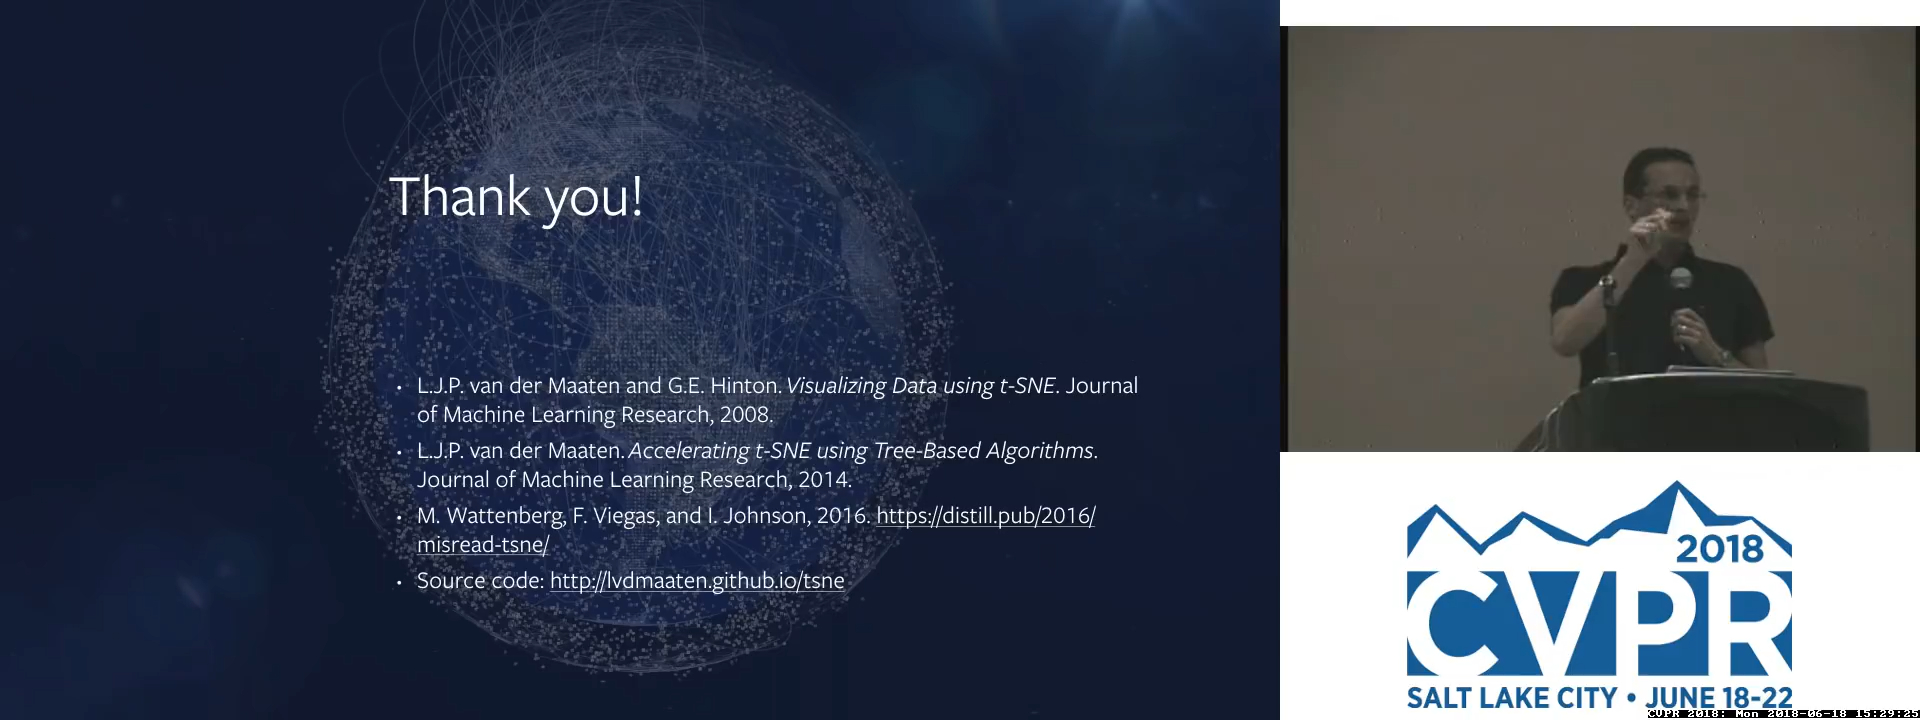 Thank you!
• L.J.P. van der Maaten and G.E. Hinton. Visualizing Data using t-SNE. Journal
of Machine Learning Research, 2008.
• L.J.P. van der Maaten. Accelerating t-SNE using Tree-Based Algorithms.
Journal of Machine Learning Research, 2014.
• M. Wattenberg, F. Viegas, and I. Johnson, 2016. https://distill.pub/2016/
misread-tsne/
• Source code: http://lvdmaaten.github.io/tsne
2018
CVPR
SALT LAKE CITY • JUNE 18-22
CVPR 2018: Mon 2018-06-18 15:29:25